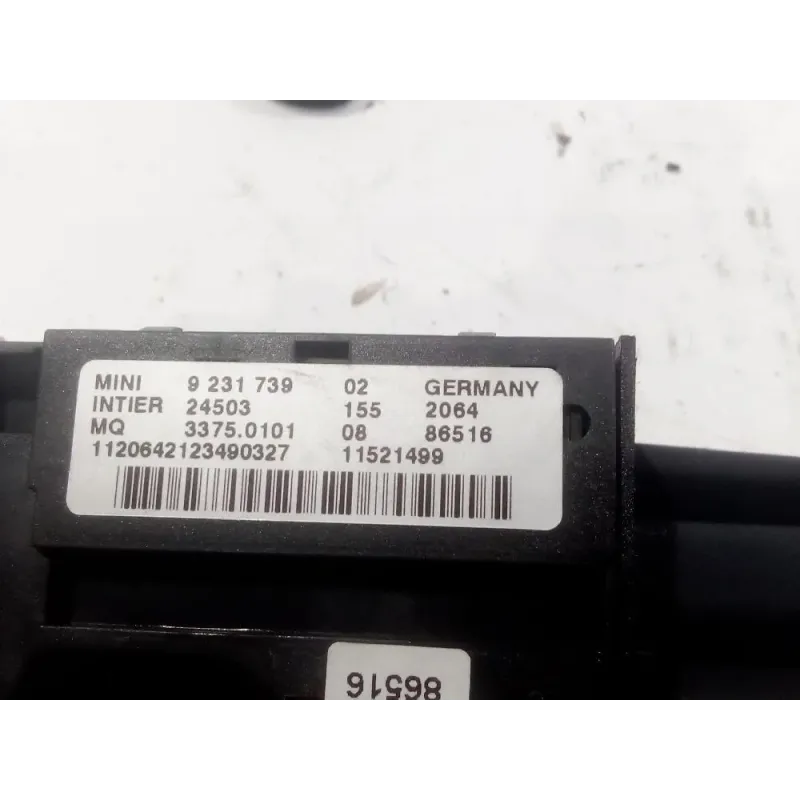 MINI 9 231 739 02 GERMANY
INTIER 24503 155 2064
MQ 3375.0101 08 86516
1120642123490327 11521499
86516